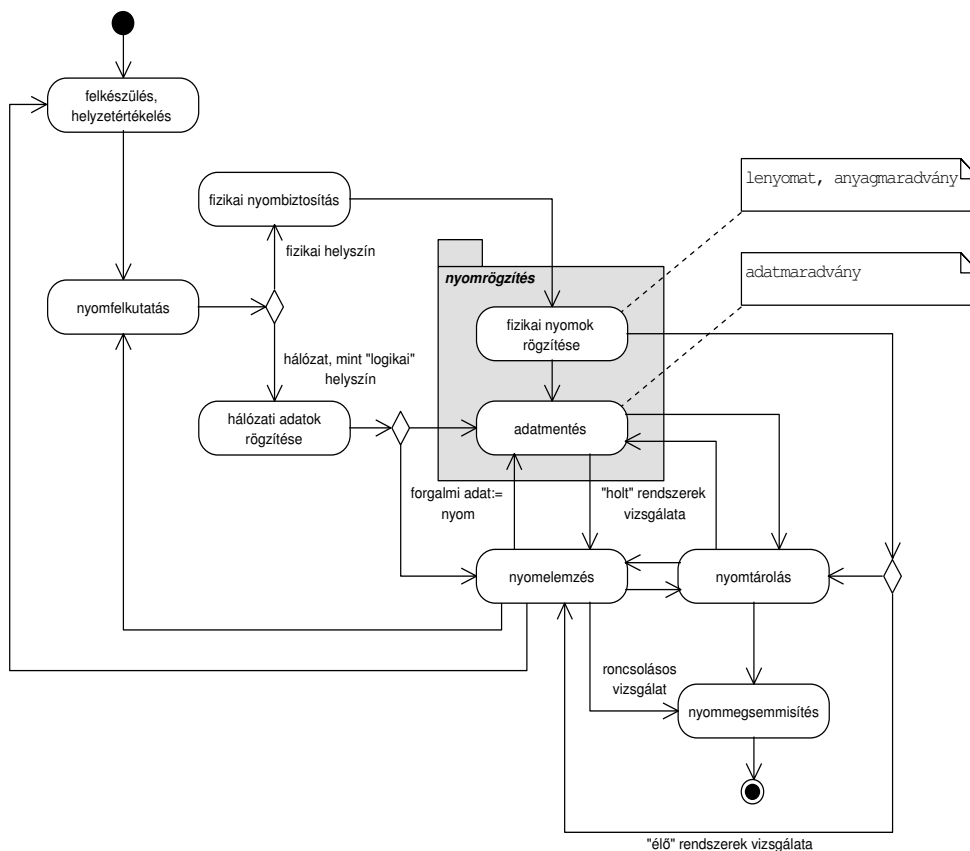 felkészülés,
helyzetértékelés
fizikai nyombiztosítás
lenyomat, anyagmaradvány
fizikai helyszín
nyomrögzítés
adatmaradvány
nyomfelkutatás
fizikai nyomok
rögzítése
hálózat, mint "logikai"
helyszín
hálózati adatok
rögzítése
adatmentés
forgalmi adat:=
nyom
"holt" rendszerek
vizsgálata
nyomelemzés
nyomtárolás
roncsolásos
vizsgálat
nyommegsemmisítés
"élő" rendszerek vizsgálata